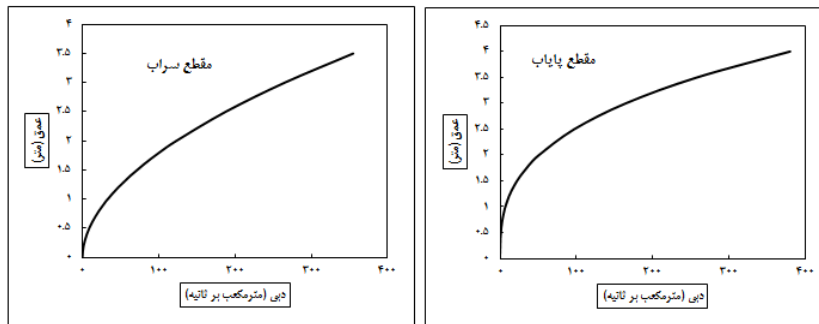 مقطع سراب
۴
۳.۵
۳
۲.۵
۲
۱.۵
۱
۰.۵
۰
عمق (متر)
۰ ۱۰۰ ۲۰۰ ۳۰۰ ۴۰۰
دبی (مترمکعب بر ثانیه)
مقطع پایاب
۴.۵
۴
۳.۵
۳
۲.۵
۲
۱.۵
۱
۰.۵
۰
عمق (متر)
۰ ۱۰۰ ۲۰۰ ۳۰۰ ۴۰۰
دبی (مترمکعب بر ثانیه)